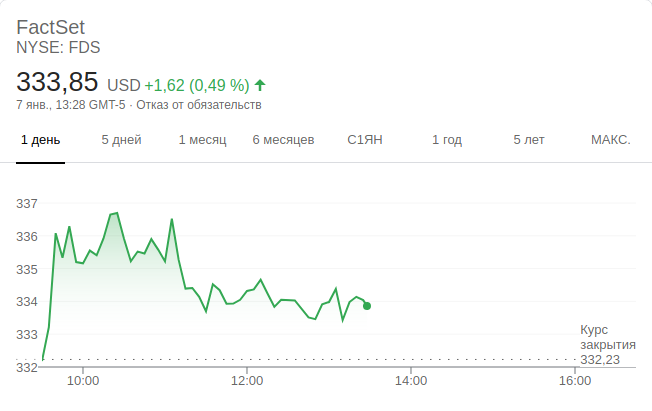 FactSet
NYSE: FDS
333,85 USD +1,62 (0,49 %)
7 янв., 13:28 GMT-5 · Отказ от обязательств
1 день 5 дней 1 месяц 6 месяцев С1ЯН 1 год 5 лет МАКС.
337
336
335
334
333
332
Курс
закрытия
332,23
10:00 12:00 14:00 16:00